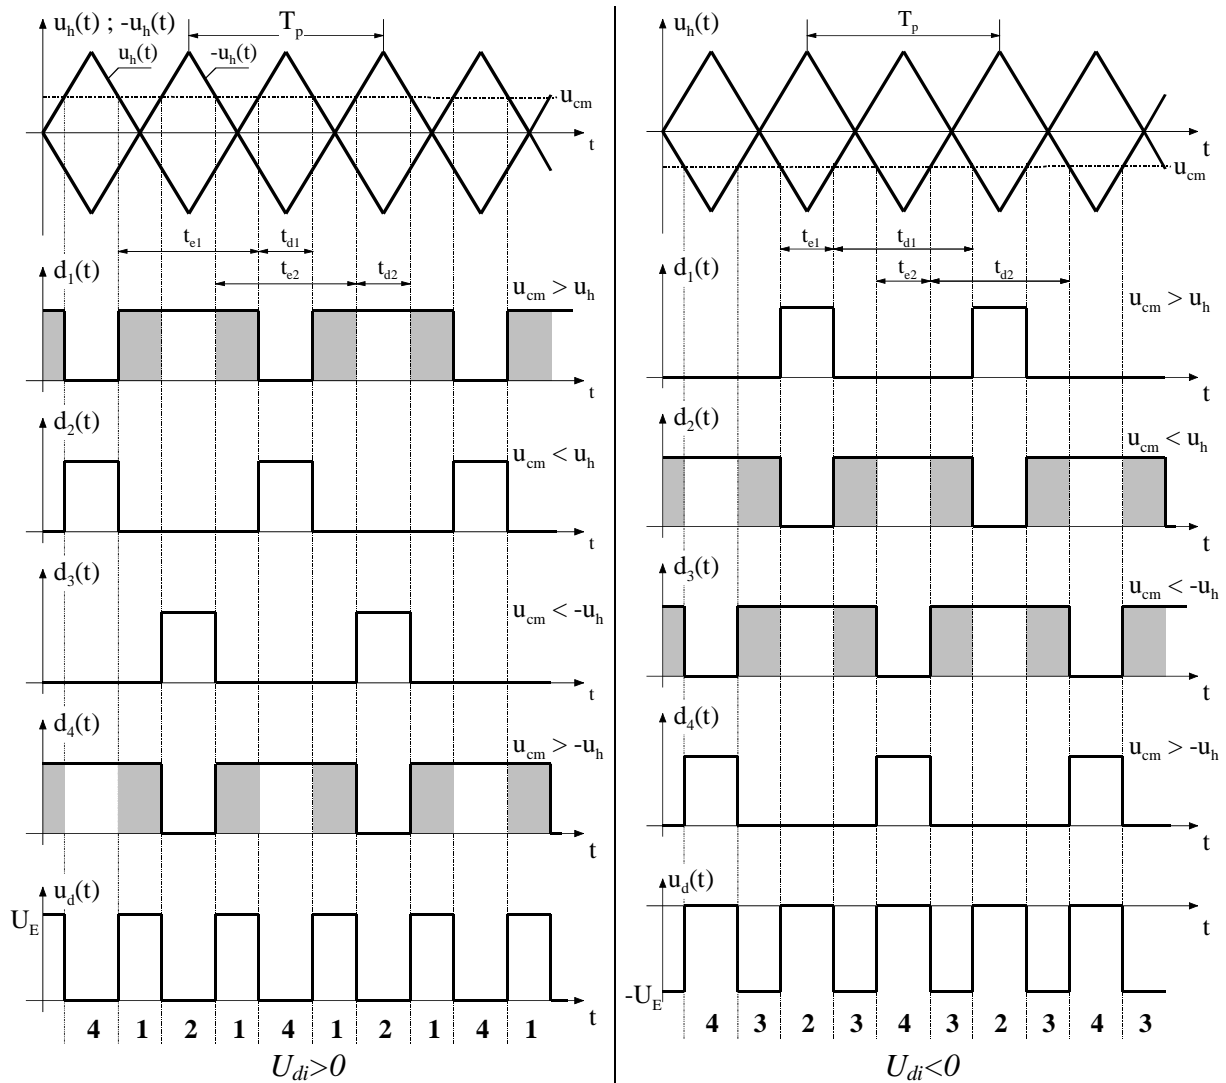 u_h(t) ; -u_h(t)
T_p
u_h(t)
-u_h(t)
u_cm
t
t_e1
t_d1
t_e2
t_d2
d_1(t)
u_cm > u_h
t
d_2(t)
u_cm < u_h
t
d_3(t)
u_cm < -u_h
t
d_4(t)
u_cm > -u_h
t
u_d(t)
U_E
t
4 1 2 1 4 1 2 1 4 1
U_di>0
u_h(t)
T_p
t
u_cm
t_e1
t_d1
t_e2
t_d2
d_1(t)
u_cm > u_h
t
d_2(t)
u_cm < u_h
t
d_3(t)
u_cm < -u_h
t
d_4(t)
u_cm > -u_h
t
u_d(t)
t
-U_E
4 3 2 3 4 3 2 3 4 3
U_di<0